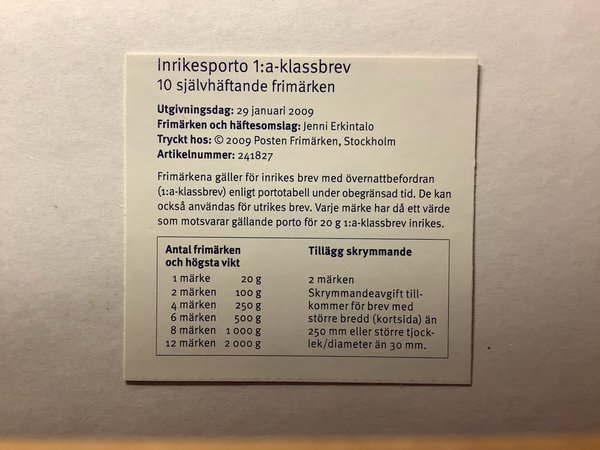 Inrikesporto 1:a-klassbrev
10 självhäftande frimärken
Utgivningsdag: 29 januari 2009
Frimärken och häftesomslag: Jenni Erkintalo
Tryckt hos: © 2009 Posten Frimärken, Stockholm
Artikelnummer: 241827
Frimärkena gäller för inrikes brev med övernattbefordran
(1:a-klassbrev) enligt portotabell under obegränsad tid. De kan
också användas för utrikes brev. Varje märke har då ett värde
som motsvarar gällande porto för 20 g 1:a-klassbrev inrikes.
Antal frimärken
och högsta vikt
1 märke 20 g
2 märken 100 g
4 märken 250 g
6 märken 500 g
8 märken 1 000 g
12 märken 2 000 g
Tillägg skrymmande
2 märken
Skrymmandeavgift till-
kommer för brev med
större bredd (kortsida) än
250 mm eller större tjock-
lek/diameter än 30 mm.